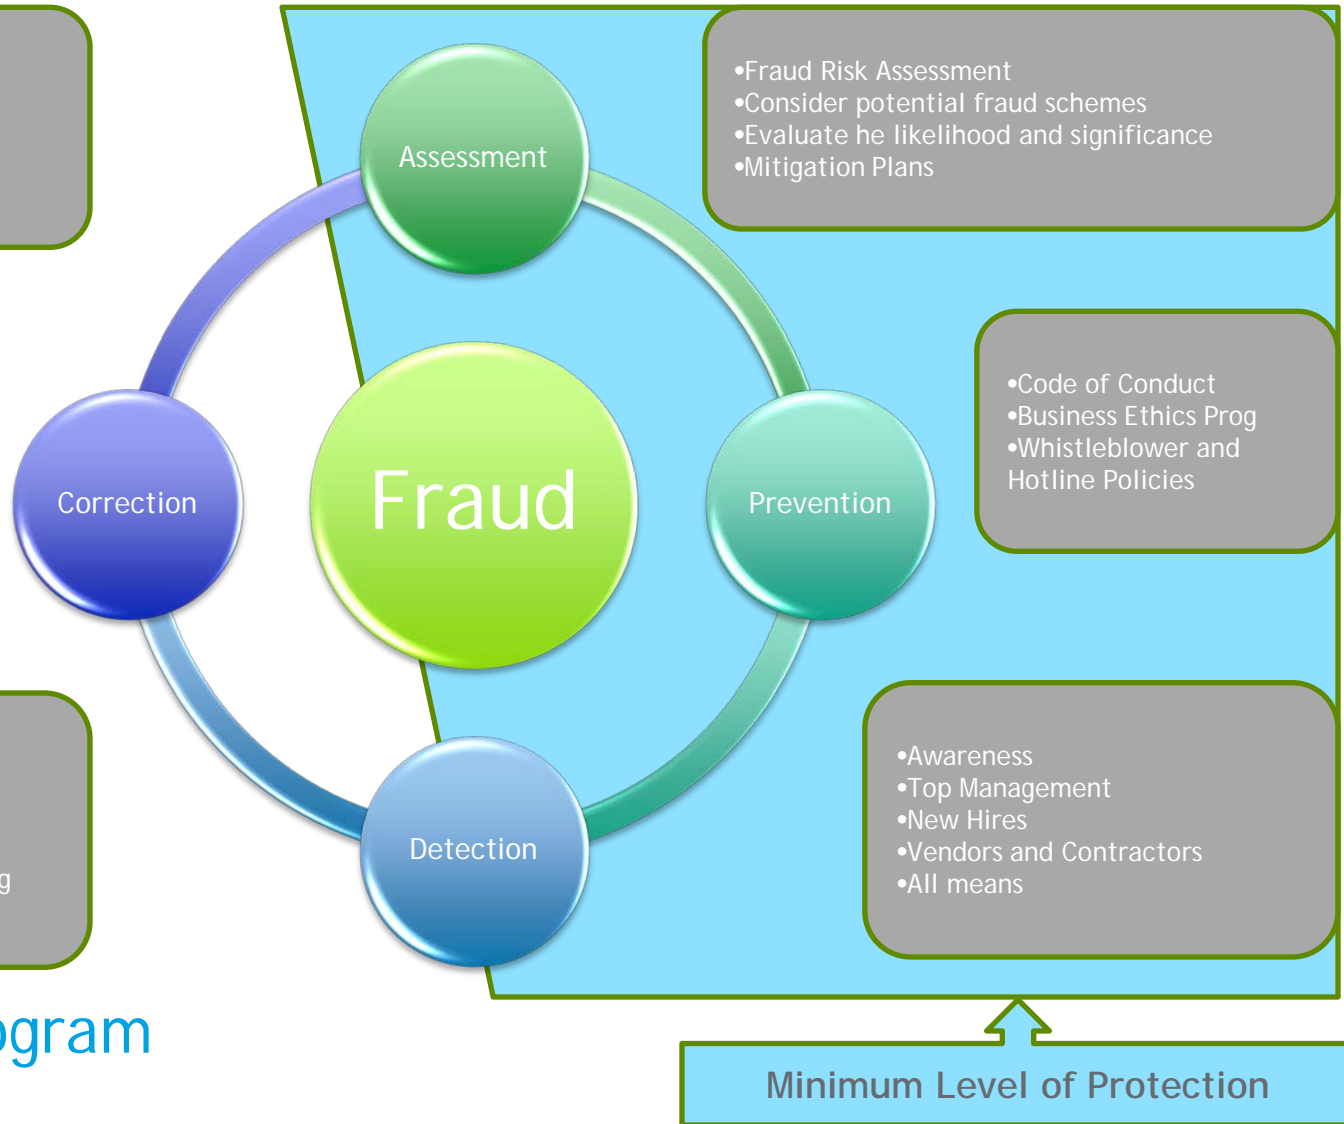 •Fraud Risk Assessment
•Consider potential fraud schemes
•Evaluate he likelihood and significance
•Mitigation Plans
Assessment
•Code of Conduct
•Business Ethics Prog
•Whistleblower and
Hotline Policies
Correction
Fraud
Prevention
•Awareness
•Top Management
•New Hires
•Vendors and Contractors
•All means
Detection
g
ogram
Minimum Level of Protection